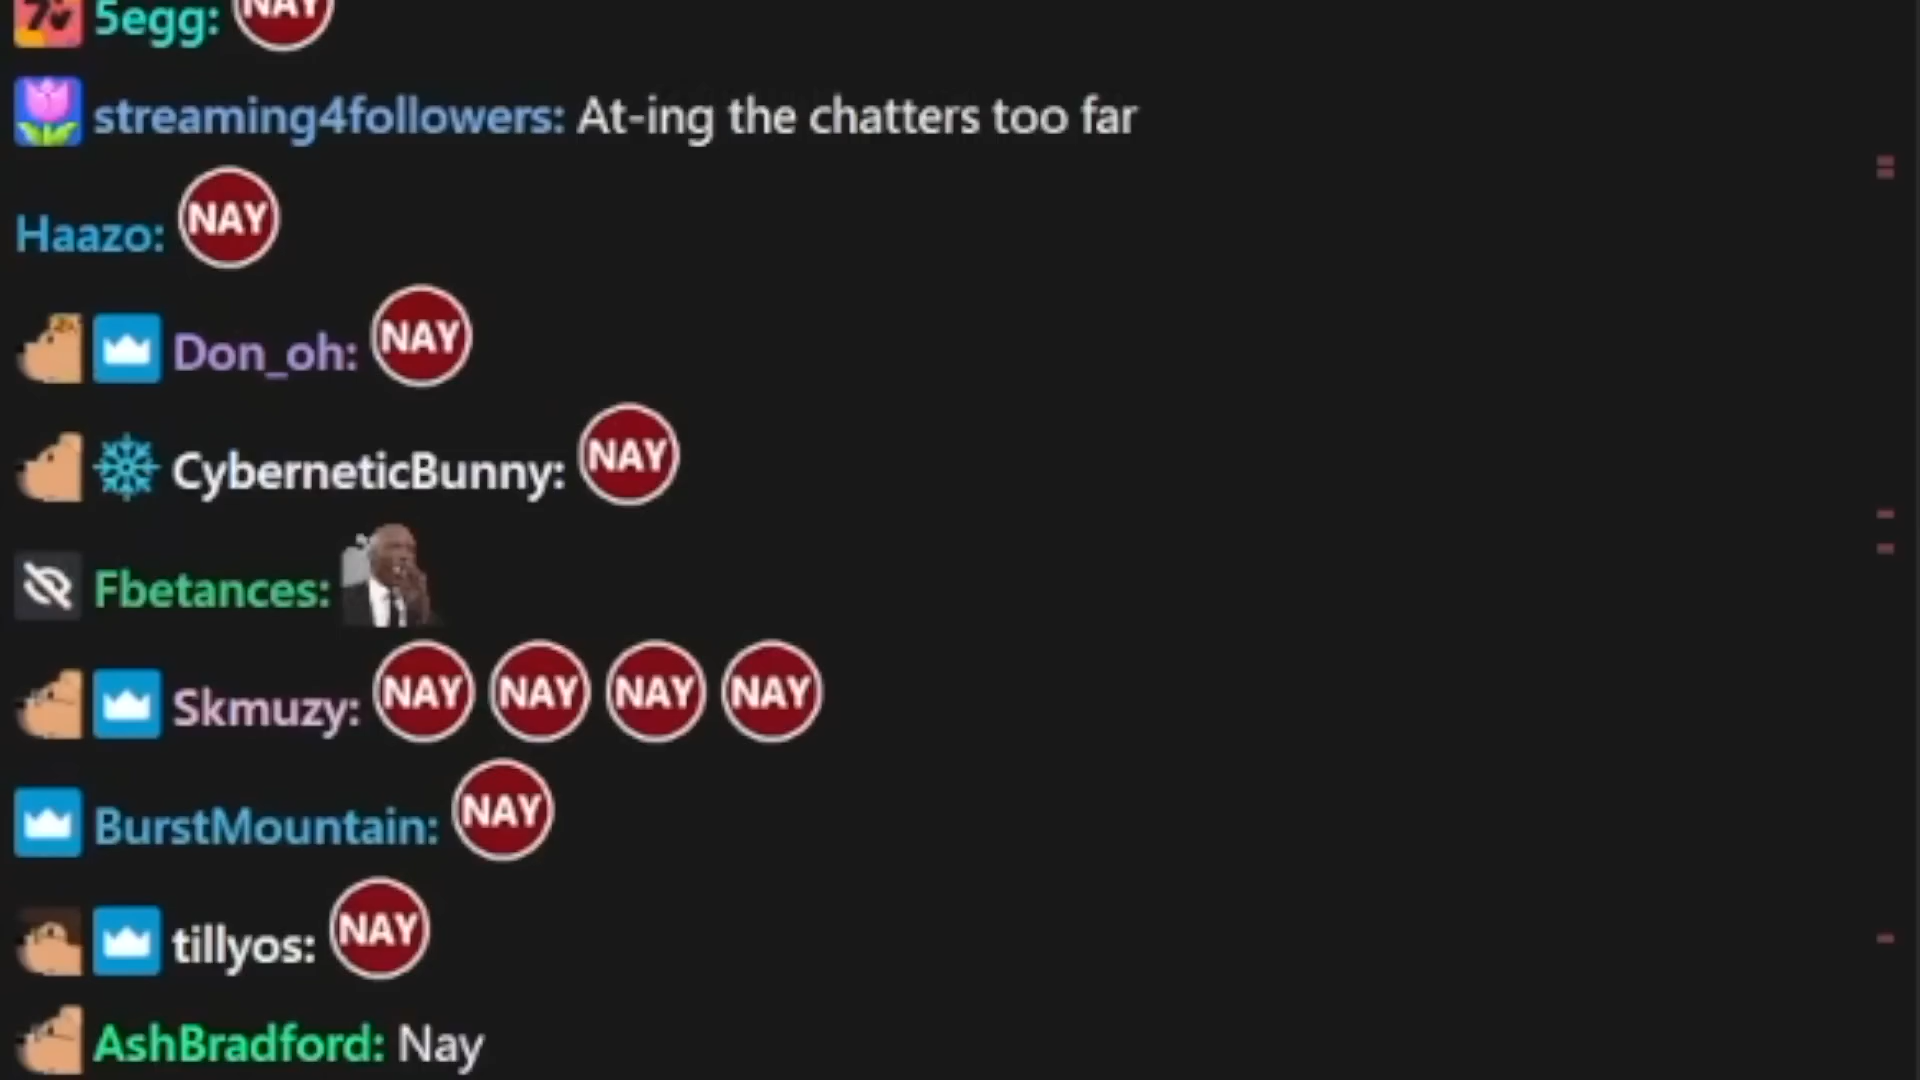 5egg: NAY
streaming4followers: At-ing the chatters too far
Haazo: NAY
Don_oh: NAY
CyberneticBunny: NAY
Fbetances:
Skmuzy: NAY NAY NAY NAY
BurstMountain: NAY
tillyos: NAY
AshBradford: Nay